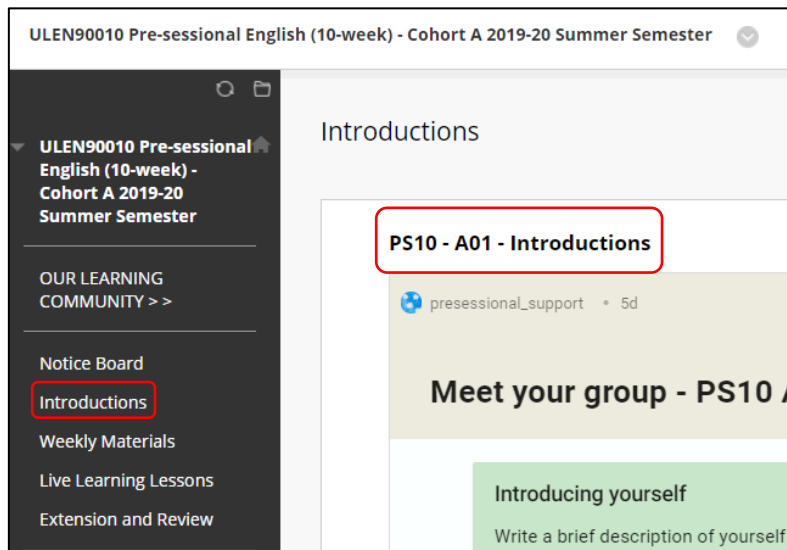 ULEN90010 Pre-sessional English (10-week) - Cohort A 2019-20 Summer Semester
ULEN90010 Pre-sessional
English (10-week) -
Cohort A 2019-20
Summer Semester
OUR LEARNING
COMMUNITY > >
Notice Board
Introductions
Weekly Materials
Live Learning Lessons
Extension and Review
Introductions
PS10 - A01 - Introductions
presessional_support • 5d
Meet your group - PS10
Introducing yourself
Write a brief description of yourself